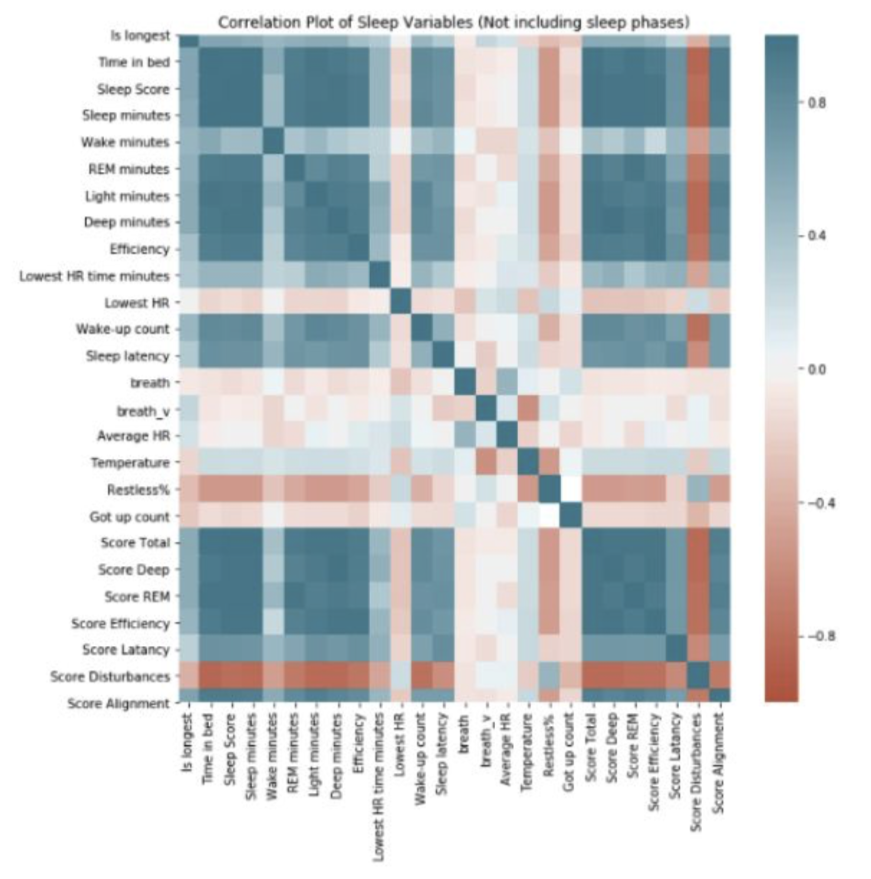 Correlation Plot of Sleep Variables (Not including sleep phases)
Is longest
Time in bed
Sleep Score
Sleep minutes
Wake minutes
REM minutes
Light minutes
Deep minutes
Efficiency
Lowest HR time minutes
Lowest HR
Wake-up count
Sleep latency
breath
breath_v
Average HR
Temperature
Restless%
Got up count
Score Total
Score Deep
Score REM
Score Efficiency
Score Latancy
Score Disturbances
Score Alignment
0.8
0.4
0.0
−0.4
−0.8
Is longest
Time in bed
Sleep Score
Sleep minutes
Wake minutes
REM minutes
Light minutes
Deep minutes
Efficiency
Lowest HR time minutes
Lowest HR
Wake-up count
Sleep latency
breath
breath_v
Average HR
Temperature
Restless%
Got up count
Score Total
Score Deep
Score REM
Score Efficiency
Score Latancy
Score Disturbances
Score Alignment